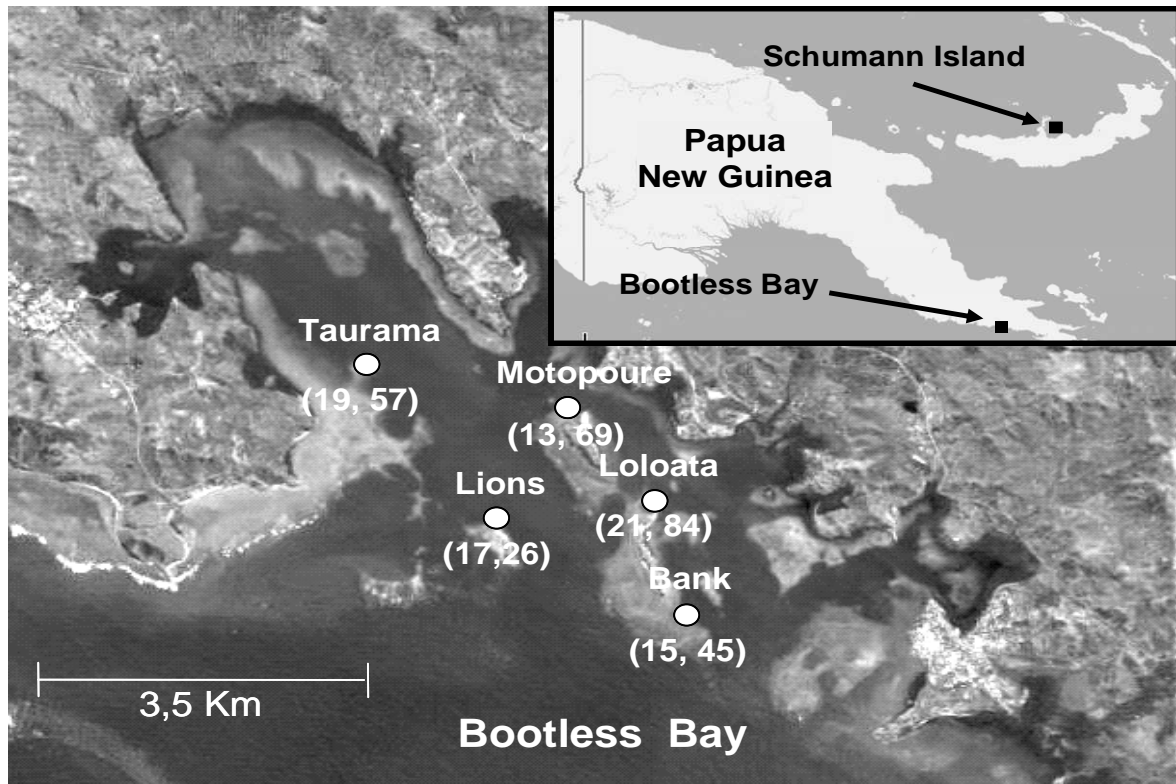 Schumann Island
Papua
New Guinea
Bootless Bay
Taurama
(19, 57)
Motopoure
(13, 69)
Loloata
(21, 84)
Lions
(17,26)
Bank
(15, 45)
3,5 Km
Bootless Bay